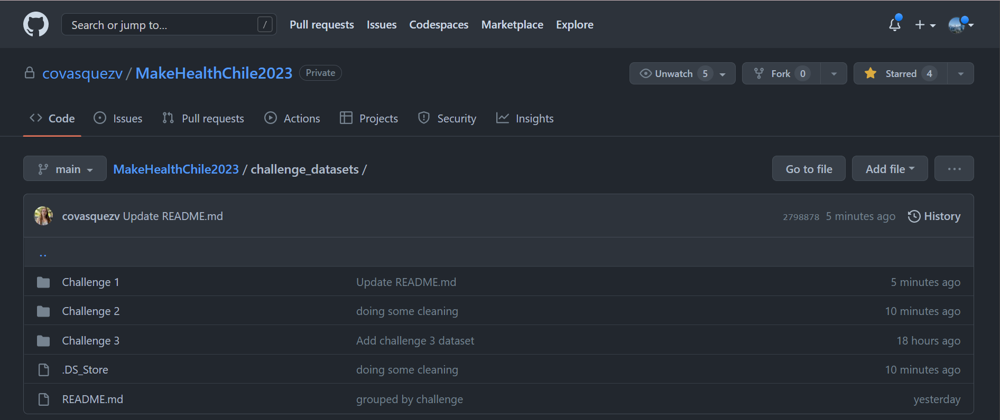 Search or jump to... / Pull requests Issues Codespaces Marketplace Explore
covasquezv / MakeHealthChile2023 Private Unwatch 5 Fork 0 Starred 4
Code Issues Pull requests Actions Projects Security Insights
main MakeHealthChile2023 / challenge_datasets / Go to file Add file ...
covasquezv Update README.md 2798878 5 minutes ago History
..
Challenge 1 Update README.md 5 minutes ago
Challenge 2 doing some cleaning 10 minutes ago
Challenge 3 Add challenge 3 dataset 18 hours ago
.DS_Store doing some cleaning 10 minutes ago
README.md grouped by challenge yesterday